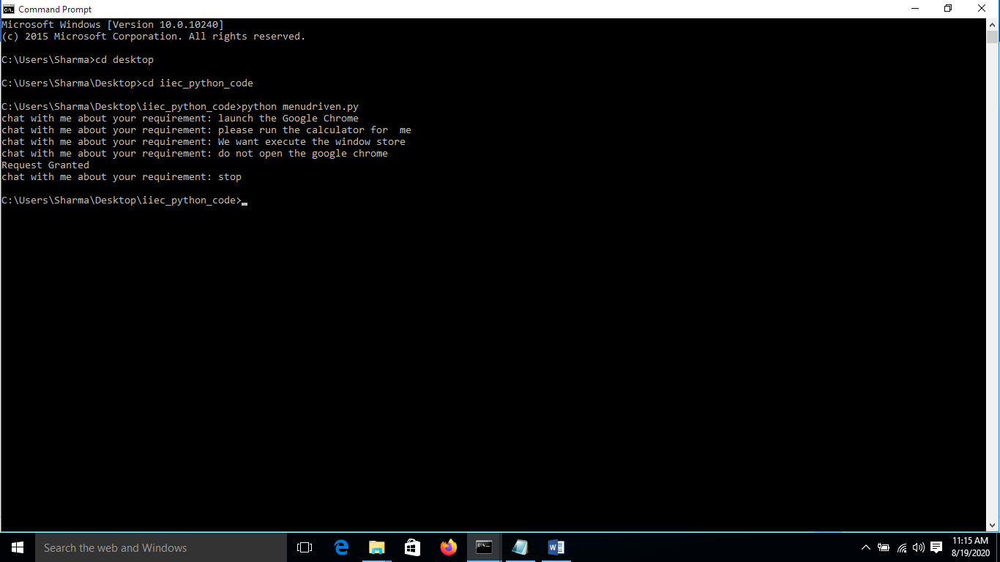 Command Prompt
Microsoft Windows [Version 10.0.10240]
(c) 2015 Microsoft Corporation. All rights reserved.
C:\Users\Sharma>cd desktop
C:\Users\Sharma\Desktop>cd iiec_python_code
C:\Users\Sharma\Desktop\iiec_python_code>python menudriven.py
chat with me about your requirement: launch the Google Chrome
chat with me about your requirement: please run the calculator for  me
chat with me about your requirement: We want execute the window store
chat with me about your requirement: do not open the google chrome
Request Granted
chat with me about your requirement: stop
C:\Users\Sharma\Desktop\iiec_python_code>
Search the web and Windows
11:15 AM
8/19/2020